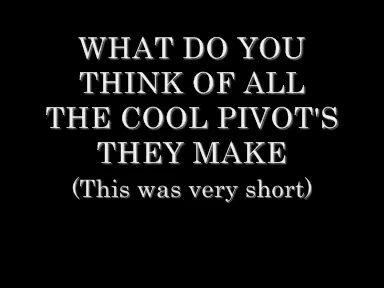 WHAT DO YOU
THINK OF ALL
THE COOL PIVOT'S
THEY MAKE
(This was very short)